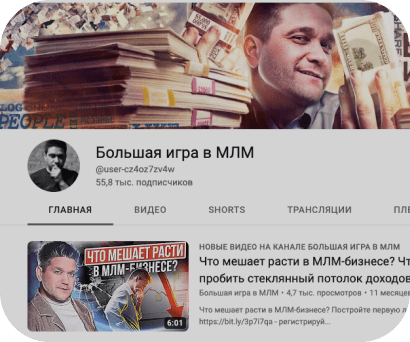 PEOPLE
Большая игра в МЛМ
@user-cz4oz7zv4w
55,8 тыс. подписчиков
ГЛАВНАЯ ВИДЕО SHORTS ТРАНСЛЯЦИИ ПЛЕ
ЧТО МЕШАЕТ РАСТИ
В МЛМ-БИЗНЕСЕ?
6:01
НОВЫЕ ВИДЕО НА КАНАЛЕ БОЛЬШАЯ ИГРА В МЛМ
Что мешает расти в МЛМ-бизнесе? Чт
пробить стеклянный потолок доходов
Большая игра в МЛМ • 4,7 тыс. просмотров • 11 месяцев
Что мешает расти в МЛМ-бизнесе? Постройте первую л
https://bit.ly/3p7i7qa - регистрируй...